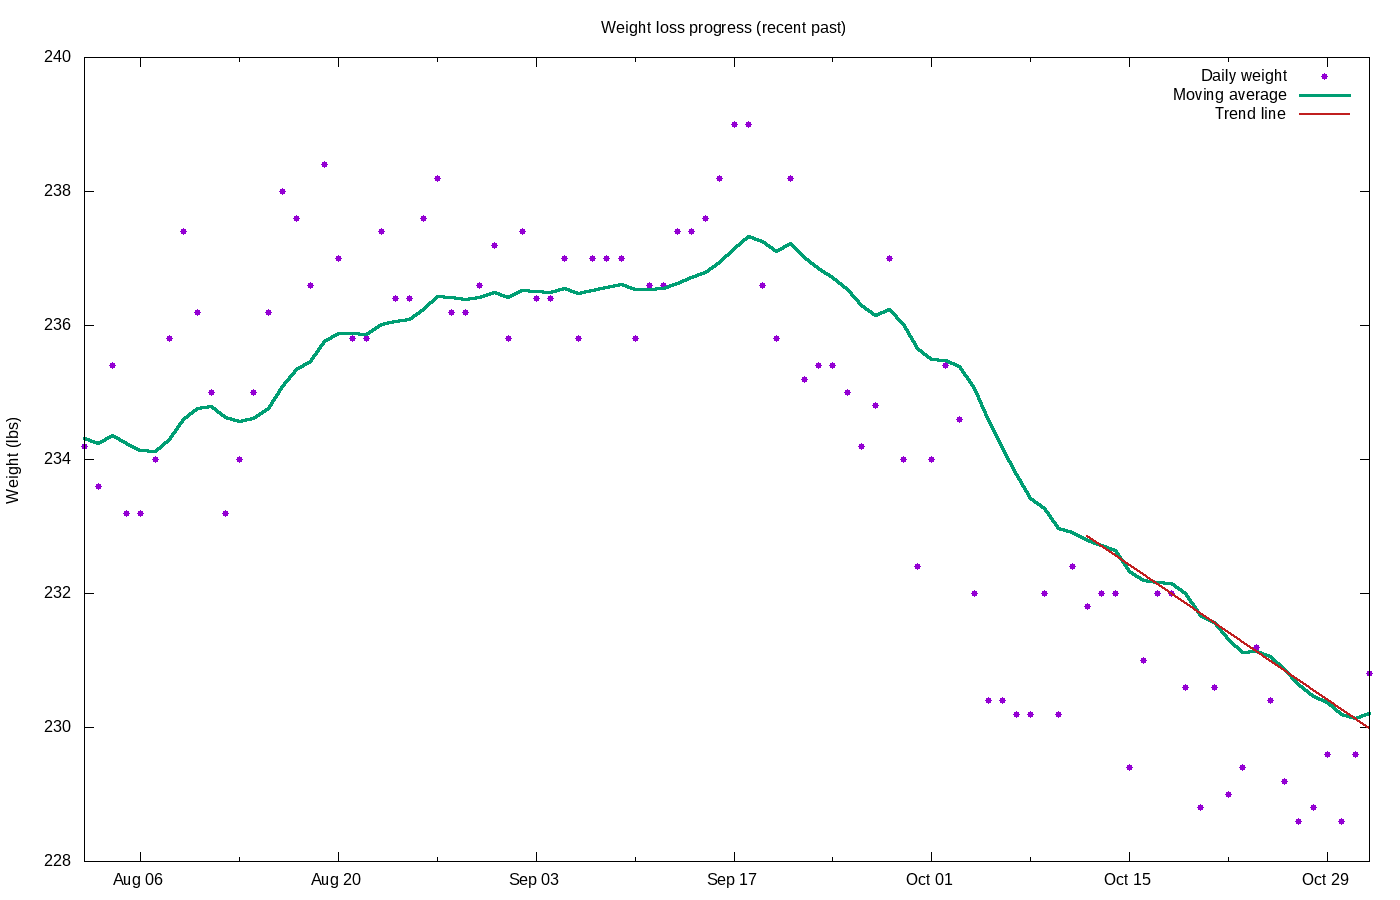 Weight loss progress (recent past)
Daily weight
Moving average
Trend line
Weight (lbs)
240
238
236
234
232
230
228
Aug 06
Aug 20
Sep 03
Sep 17
Oct 01
Oct 15
Oct 29